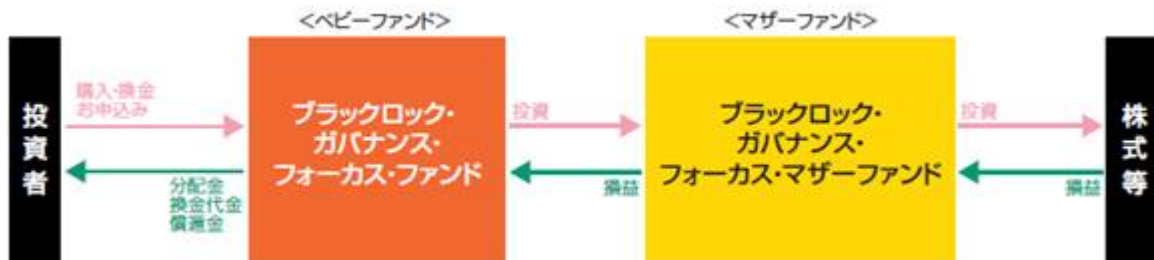 <ベビーファンド>
<マザーファンド>
投資者
購入・換金
お申込み
分配金
換金代金
償還金
ブラックロック・
ガバナンス・
フォーカス・ファンド
投資
損益
ブラックロック・
ガバナンス・
フォーカス・マザーファンド
投資
損益
株式等